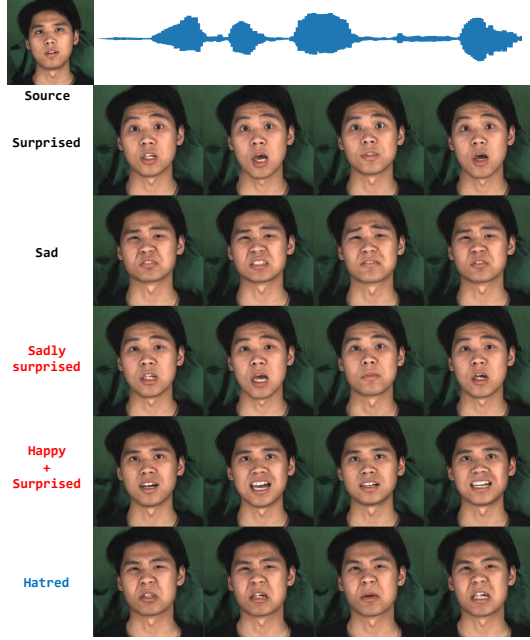 Source
Surprised
Sad
Sadly
surprised
Happy
+
Surprised
Hatred